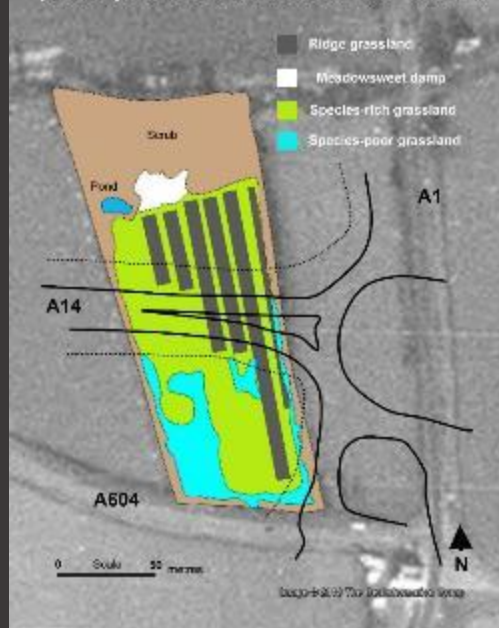 Ridge grassland
Meadowsweet damp
Species-rich grassland
Species-poor grassland
Scrub
Pond
A1
A14
A604
0 Scale 50 metres
N